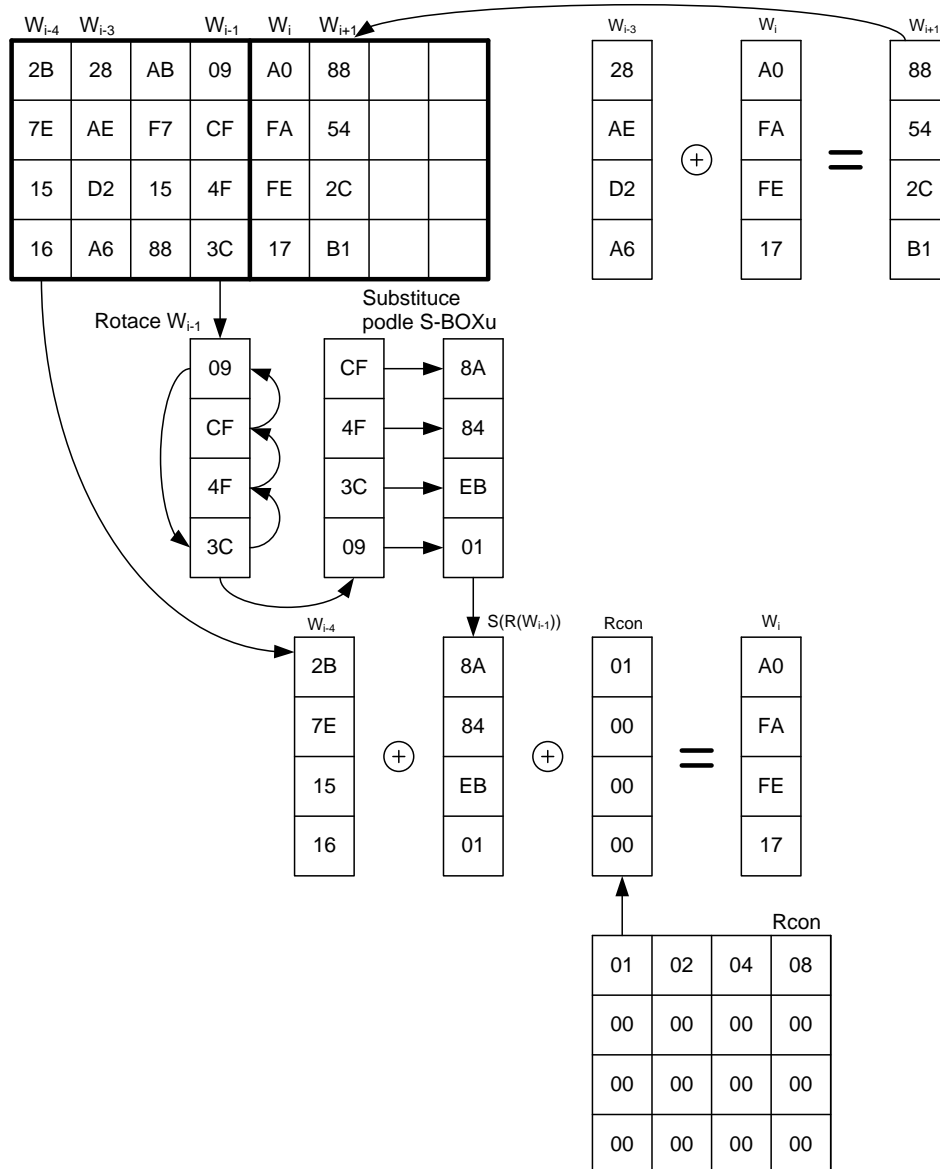 Wi-4 Wi-3 Wi-1 Wi Wi+1
2B 28 AB 09 A0 88
7E AE F7 CF FA 54
15 D2 15 4F FE 2C
16 A6 88 3C 17 B1
Wi-3 Wi Wi+1
28 A0 88
AE + FA = 54
D2 FE 2C
A6 17 B1
Rotace Wi-1
09
CF
4F
3C
Substituce
podle S-BOXu
CF 8A
4F 84
3C EB
09 01
Wi-4 S(R(Wi-1)) Rcon Wi
2B 8A 01 A0
7E 84 00 FA
+ + =
15 EB 00 FE
16 01 00 17
Rcon
01 02 04 08
00 00 00 00
00 00 00 00
00 00 00 00